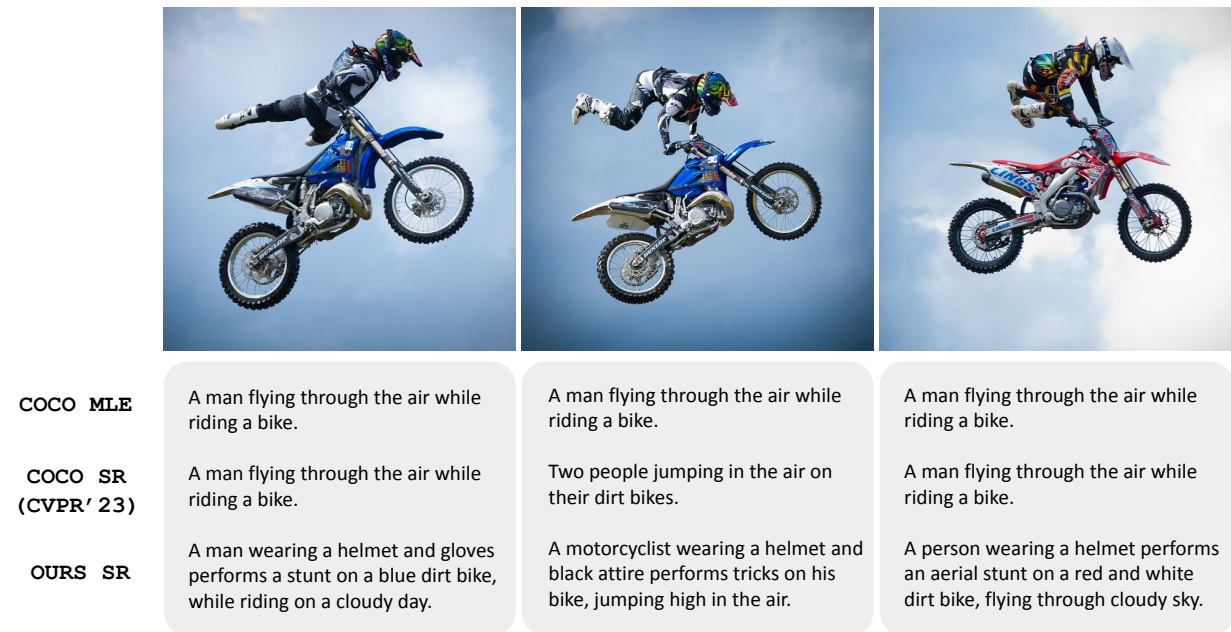 DUNLOP
DUNLOP
LINGS
LINGS
COCO MLE
A man flying through the air while
riding a bike.
A man flying through the air while
riding a bike.
A man flying through the air while
riding a bike.
COCO SR
(CVPR'23)
A man flying through the air while
riding a bike.
Two people jumping in the air on
their dirt bikes.
A man flying through the air while
riding a bike.
OURS SR
A man wearing a helmet and gloves
performs a stunt on a blue dirt bike,
while riding on a cloudy day.
A motorcyclist wearing a helmet and
black attire performs tricks on his
bike, jumping high in the air.
A person wearing a helmet performs
an aerial stunt on a red and white
dirt bike, flying through cloudy sky.